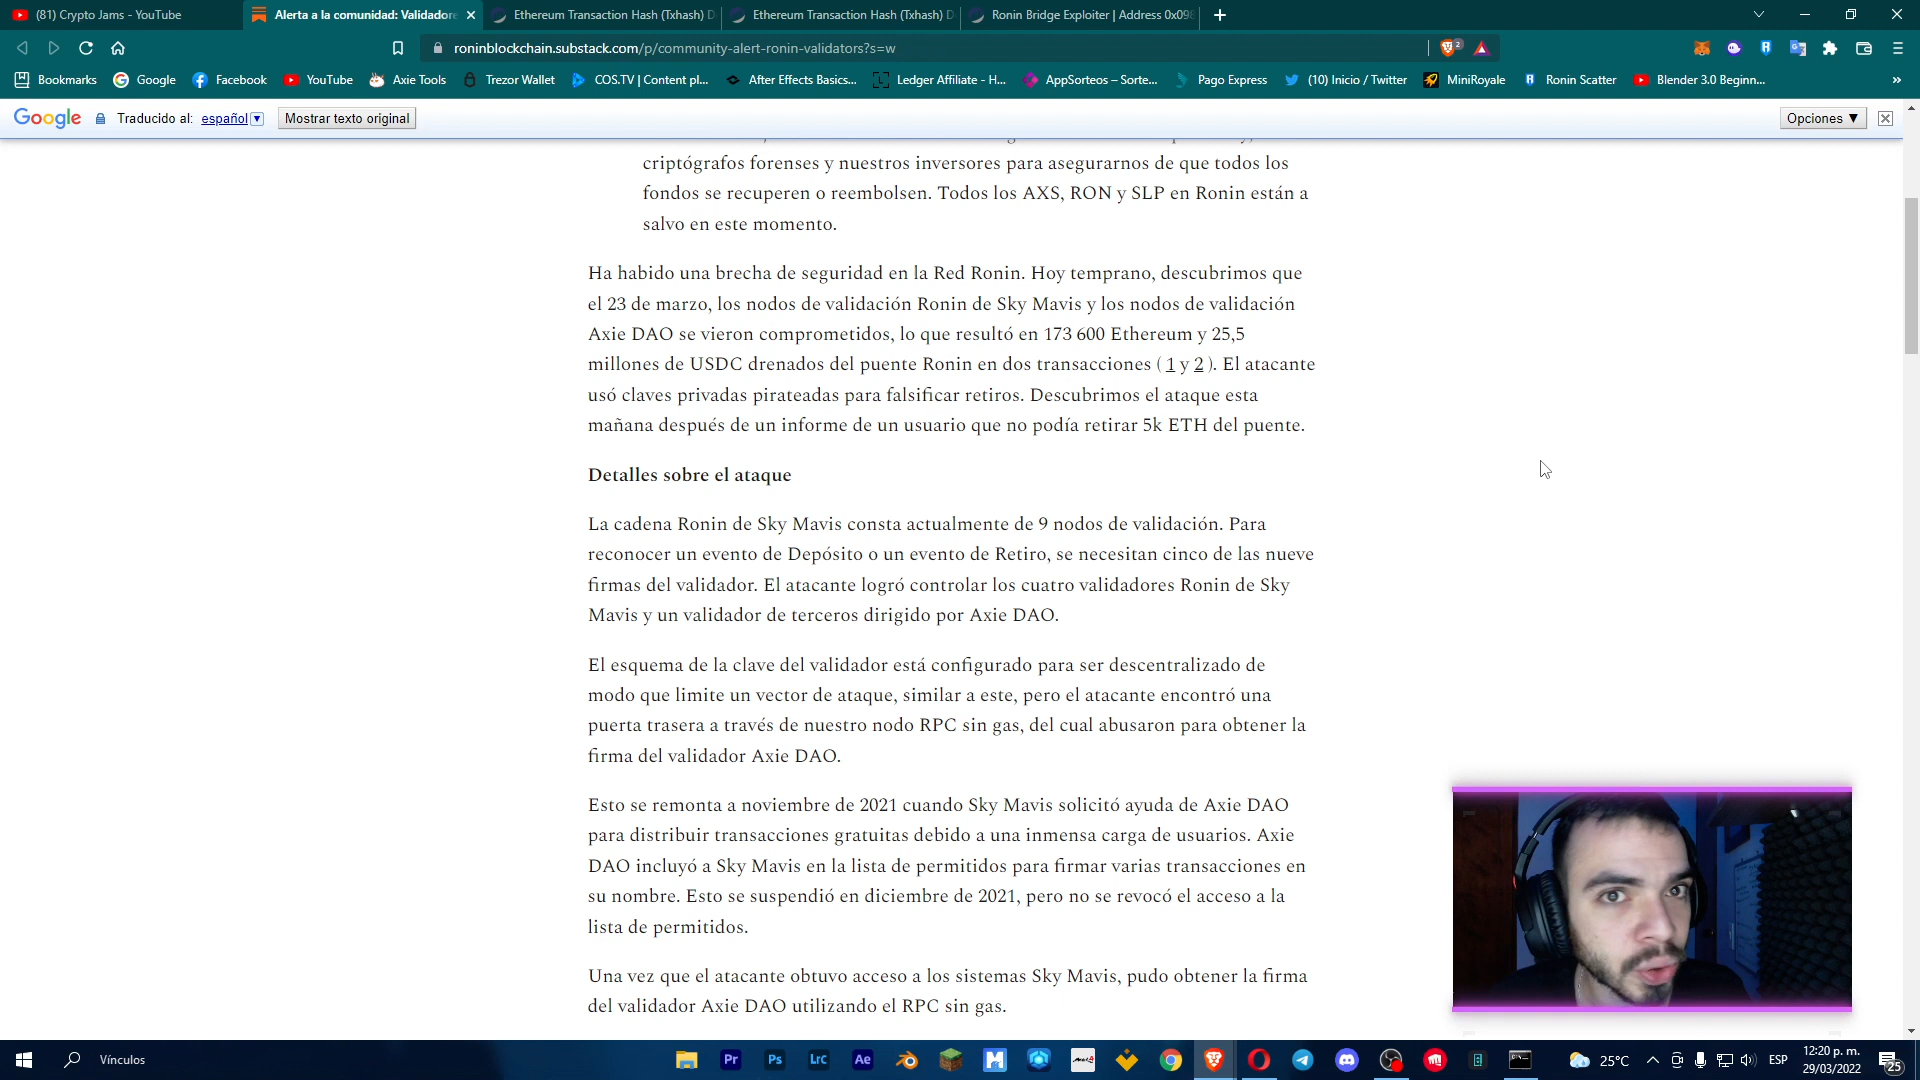 (81) Crypto Jams - YouTube
Alerta a la comunidad: Validadore
Ethereum Transaction Hash (Txhash) D
Ethereum Transaction Hash (Txhash) D
Ronin Bridge Exploiter | Address 0x098
roninblockchain.substack.com/p/community-alert-ronin-validators?s=w
2
Bookmarks
Google
Facebook
YouTube
Axie Tools
Trezor Wallet
COS.TV | Content pl...
After Effects Basics...
Ledger Affiliate - H...
AppSorteos – Sorte...
Pago Express
(10) Inicio / Twitter
MiniRoyale
Ronin Scatter
Blender 3.0 Beginn...
»
Google Traducido al: español Mostrar texto original
Opciones ▼
criptógrafos forenses y nuestros inversores para asegurarnos de que todos los
fondos se recuperen o reembolsen. Todos los AXS, RON y SLP en Ronin están a
salvo en este momento.
Ha habido una brecha de seguridad en la Red Ronin. Hoy temprano, descubrimos que
el 23 de marzo, los nodos de validación Ronin de Sky Mavis y los nodos de validación
Axie DAO se vieron comprometidos, lo que resultó en 173 600 Ethereum y 25,5
millones de USDC drenados del puente Ronin en dos transacciones ( 1 y 2 ). El atacante
usó claves privadas pirateadas para falsificar retiros. Descubrimos el ataque esta
mañana después de un informe de un usuario que no podía retirar 5k ETH del puente.
Detalles sobre el ataque
La cadena Ronin de Sky Mavis consta actualmente de 9 nodos de validación. Para
reconocer un evento de Depósito o un evento de Retiro, se necesitan cinco de las nueve
firmas del validador. El atacante logró controlar los cuatro validadores Ronin de Sky
Mavis y un validador de terceros dirigido por Axie DAO.
El esquema de la clave del validador está configurado para ser descentralizado de
modo que limite un vector de ataque, similar a este, pero el atacante encontró una
puerta trasera a través de nuestro nodo RPC sin gas, del cual abusaron para obtener la
firma del validador Axie DAO.
Esto se remonta a noviembre de 2021 cuando Sky Mavis solicitó ayuda de Axie DAO
para distribuir transacciones gratuitas debido a una inmensa carga de usuarios. Axie
DAO incluyó a Sky Mavis en la lista de permitidos para firmar varias transacciones en
su nombre. Esto se suspendió en diciembre de 2021, pero no se revocó el acceso a la
lista de permitidos.
Una vez que el atacante obtuvo acceso a los sistemas Sky Mavis, pudo obtener la firma
del validador Axie DAO utilizando el RPC sin gas.
Vínculos
Pr
Ps
Lrc
Ae
25°C
ESP
12:20 p. m.
29/03/2022
25